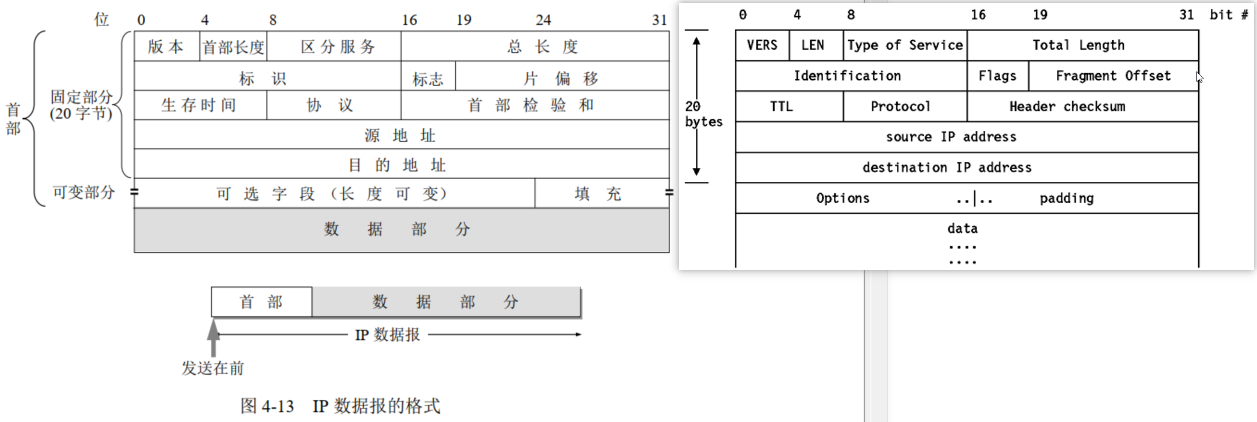 位 0 4 8 16 19 24 31
版 本 首部长度 区 分 服 务 总 长 度
标 识 标志 片 偏 移
生 存 时 间 协 议 首 部 检 验 和
源 地 址
目 的 地 址
可 选 字 段 （长 度 可 变） 填 充
数 据 部 分
首部
固定部分
(20 字节)
可变部分
首 部 数 据 部 分
IP 数据报
发送在前
图 4-13 IP 数据报的格式
0 4 8 16 19 31 bit #
VERS LEN Type of Service Total Length
Identification Flags Fragment Offset
TTL Protocol Header checksum
source IP address
destination IP address
Options ..|.. padding
data
....
....
20
bytes